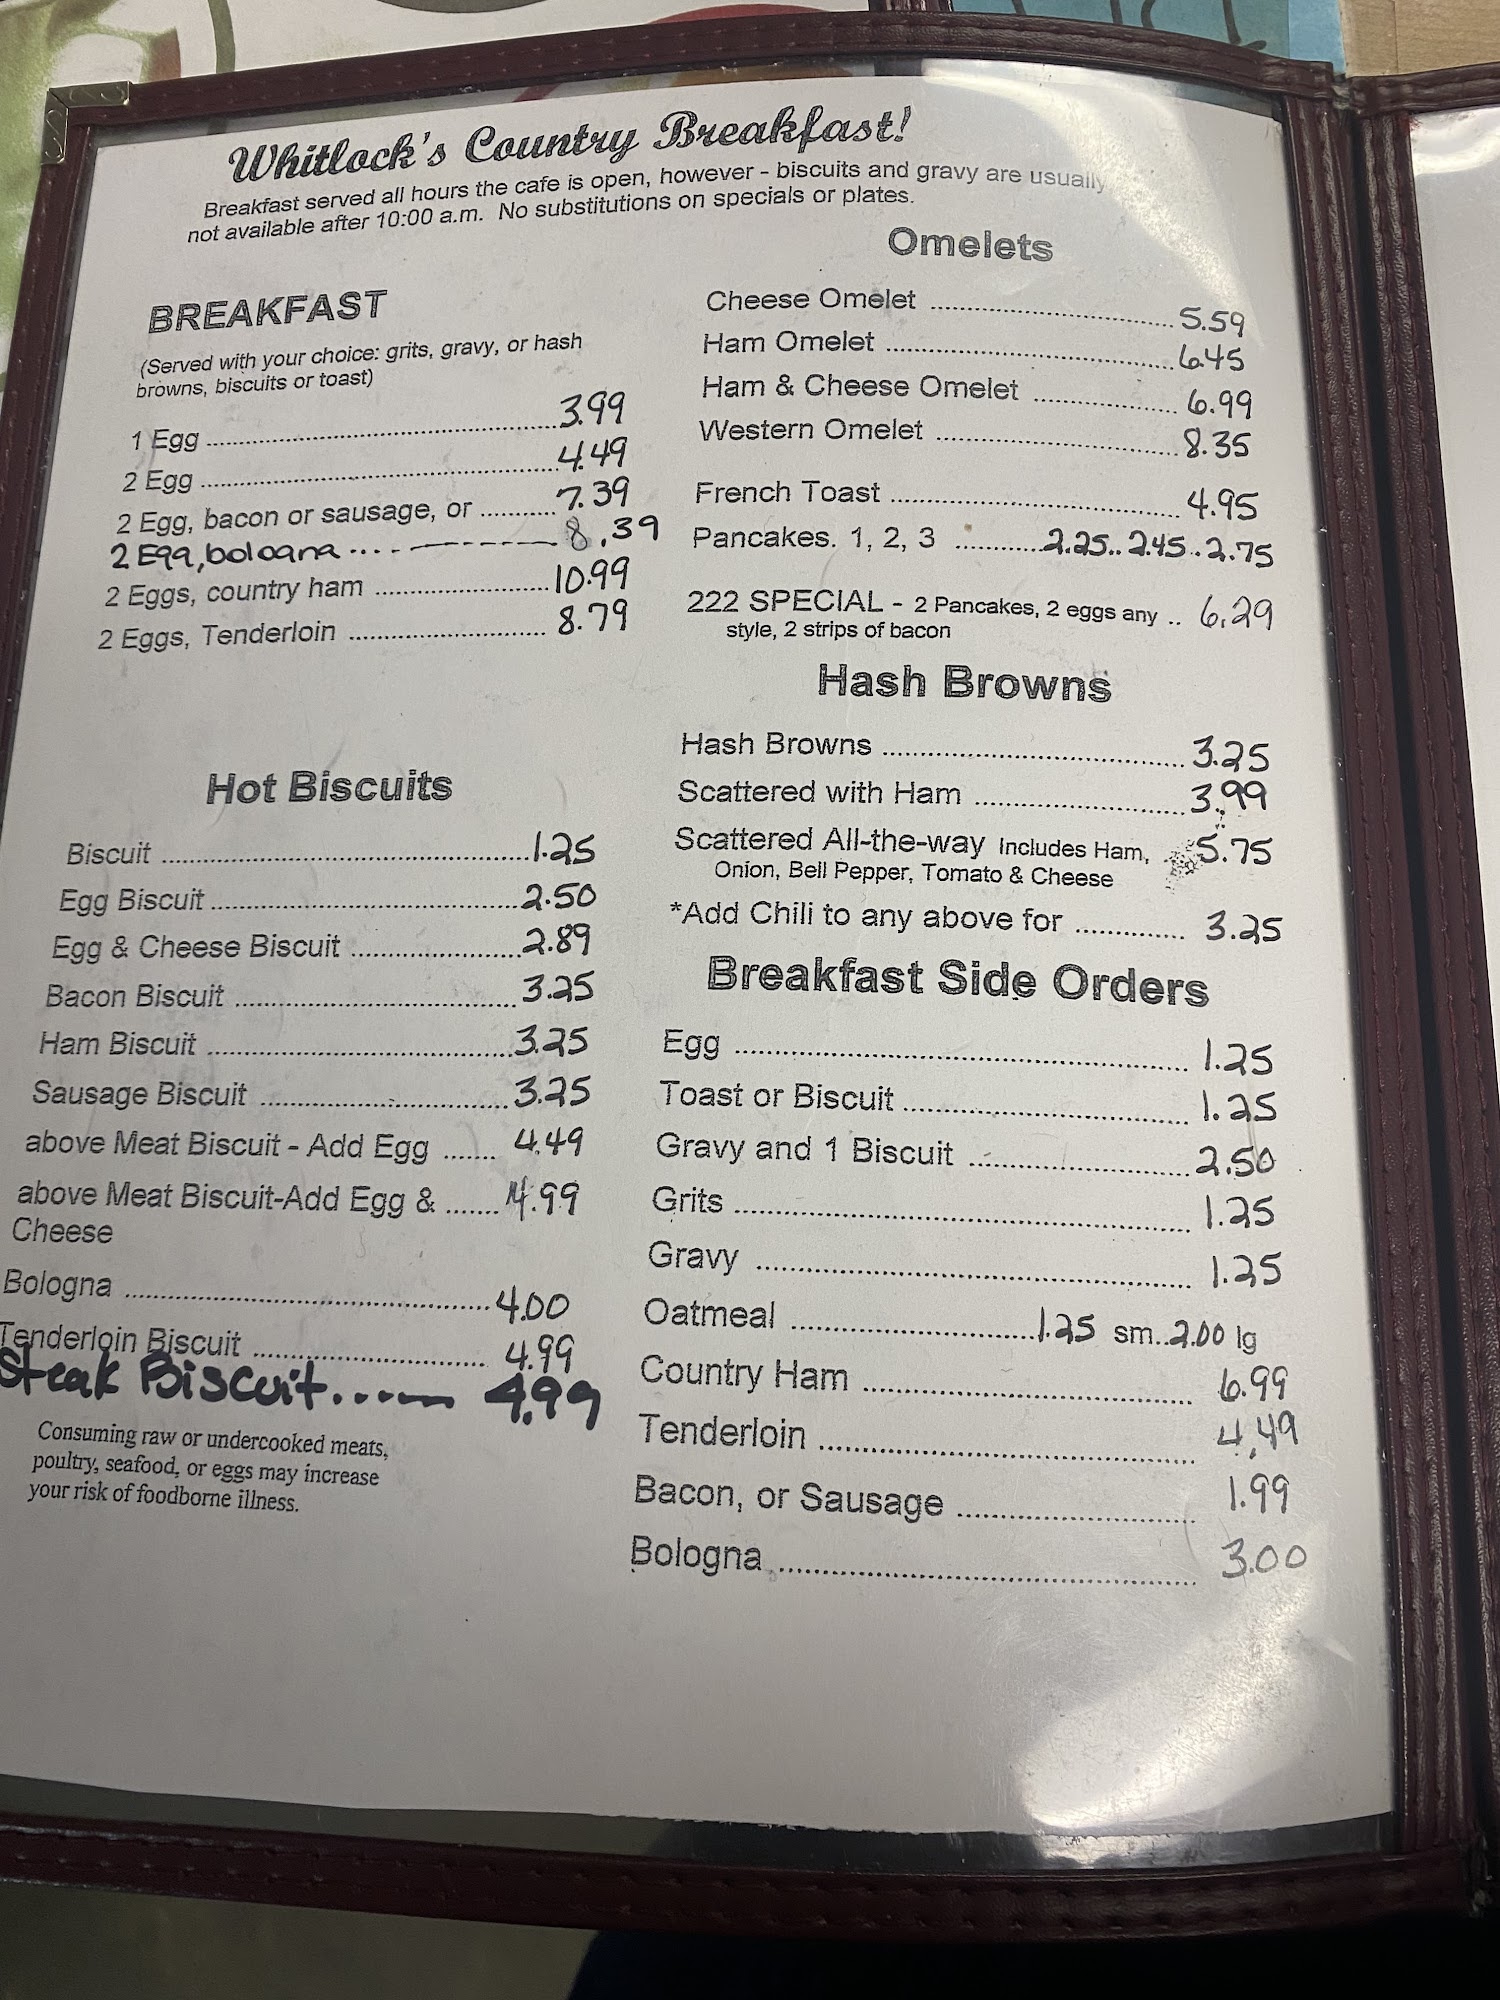 Whitlock's Country Breakfast!
Breakfast served all hours the cafe is open, however - biscuits and gravy are usually
not available after 10:00 a.m. No substitutions on specials or plates.
BREAKFAST
(Served with your choice: grits, gravy, or hash
browns, biscuits or toast)
1 Egg ..... 3.99
2 Egg ..... 4.49
2 Egg, bacon or sausage, or ..... 7.39
2 Egg, bologna ..... 8.39
2 Eggs, country ham ..... 10.99
2 Eggs, Tenderloin ..... 8.79
Hot Biscuits
Biscuit ..... 1.25
Egg Biscuit ..... 2.50
Egg & Cheese Biscuit ..... 2.89
Bacon Biscuit ..... 3.25
Ham Biscuit ..... 3.25
Sausage Biscuit ..... 3.25
above Meat Biscuit - Add Egg ..... 4.49
above Meat Biscuit-Add Egg & ..... 4.99
Cheese
Bologna ..... 4.00
Tenderloin Biscuit ..... 4.99
Steak Biscuit..... 4.99
Consuming raw or undercooked meats,
poultry, seafood, or eggs may increase
your risk of foodborne illness.
Omelets
Cheese Omelet ..... 5.59
Ham Omelet ..... 6.45
Ham & Cheese Omelet ..... 6.99
Western Omelet ..... 8.35
French Toast ..... 4.95
Pancakes. 1, 2, 3 ..... 2.25.. 2.45.. 2.75
222 SPECIAL - 2 Pancakes, 2 eggs any .. 6.29
style, 2 strips of bacon
Hash Browns
Hash Browns ..... 3.25
Scattered with Ham ..... 3.99
Scattered All-the-way Includes Ham, ... 5.75
Onion, Bell Pepper, Tomato & Cheese
*Add Chili to any above for ..... 3.25
Breakfast Side Orders
Egg ..... 1.25
Toast or Biscuit ..... 1.25
Gravy and 1 Biscuit ..... 2.50
Grits ..... 1.25
Gravy ..... 1.25
Oatmeal ..... 1.25 sm..2.00 lg
Country Ham ..... 6.99
Tenderloin ..... 4.49
Bacon, or Sausage ..... 1.99
Bologna ..... 3.00